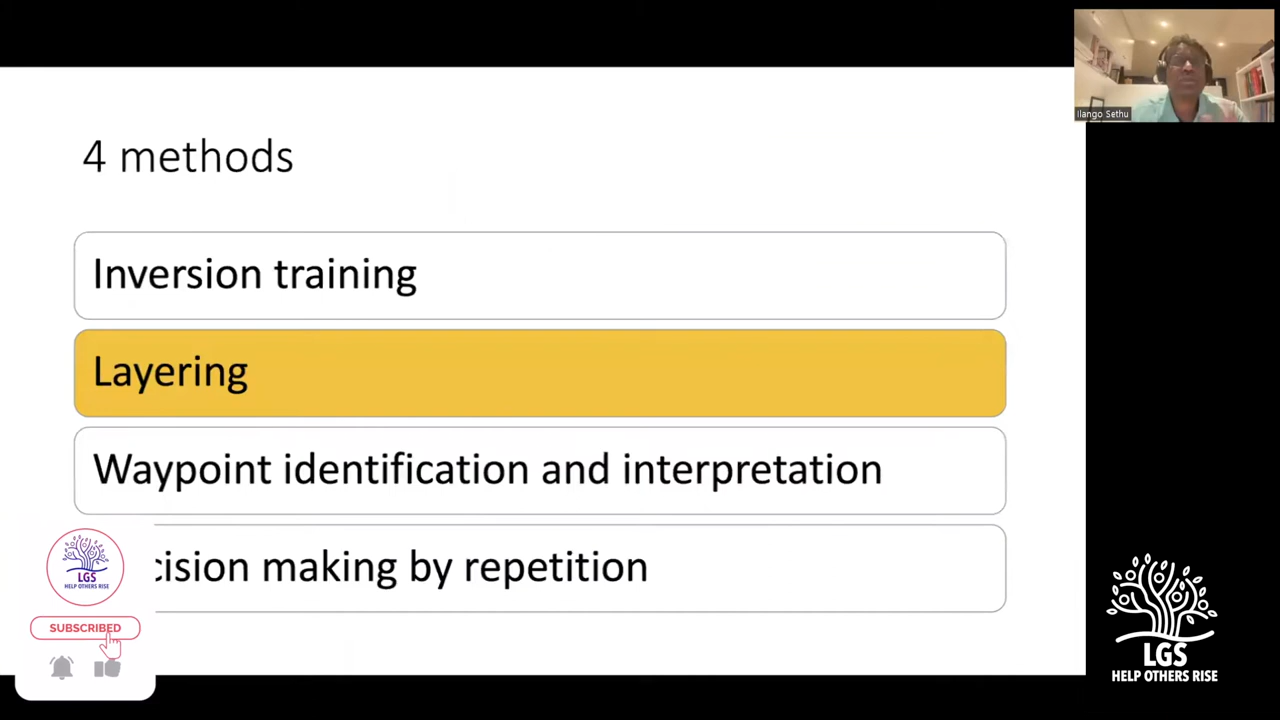 Ilango Sethu
4 methods
Inversion training
Layering
Waypoint identification and interpretation
cision making by repetition
LGS
HELP OTHERS RISE
SUBSCRIBED
LGS
HELP OTHERS RISE